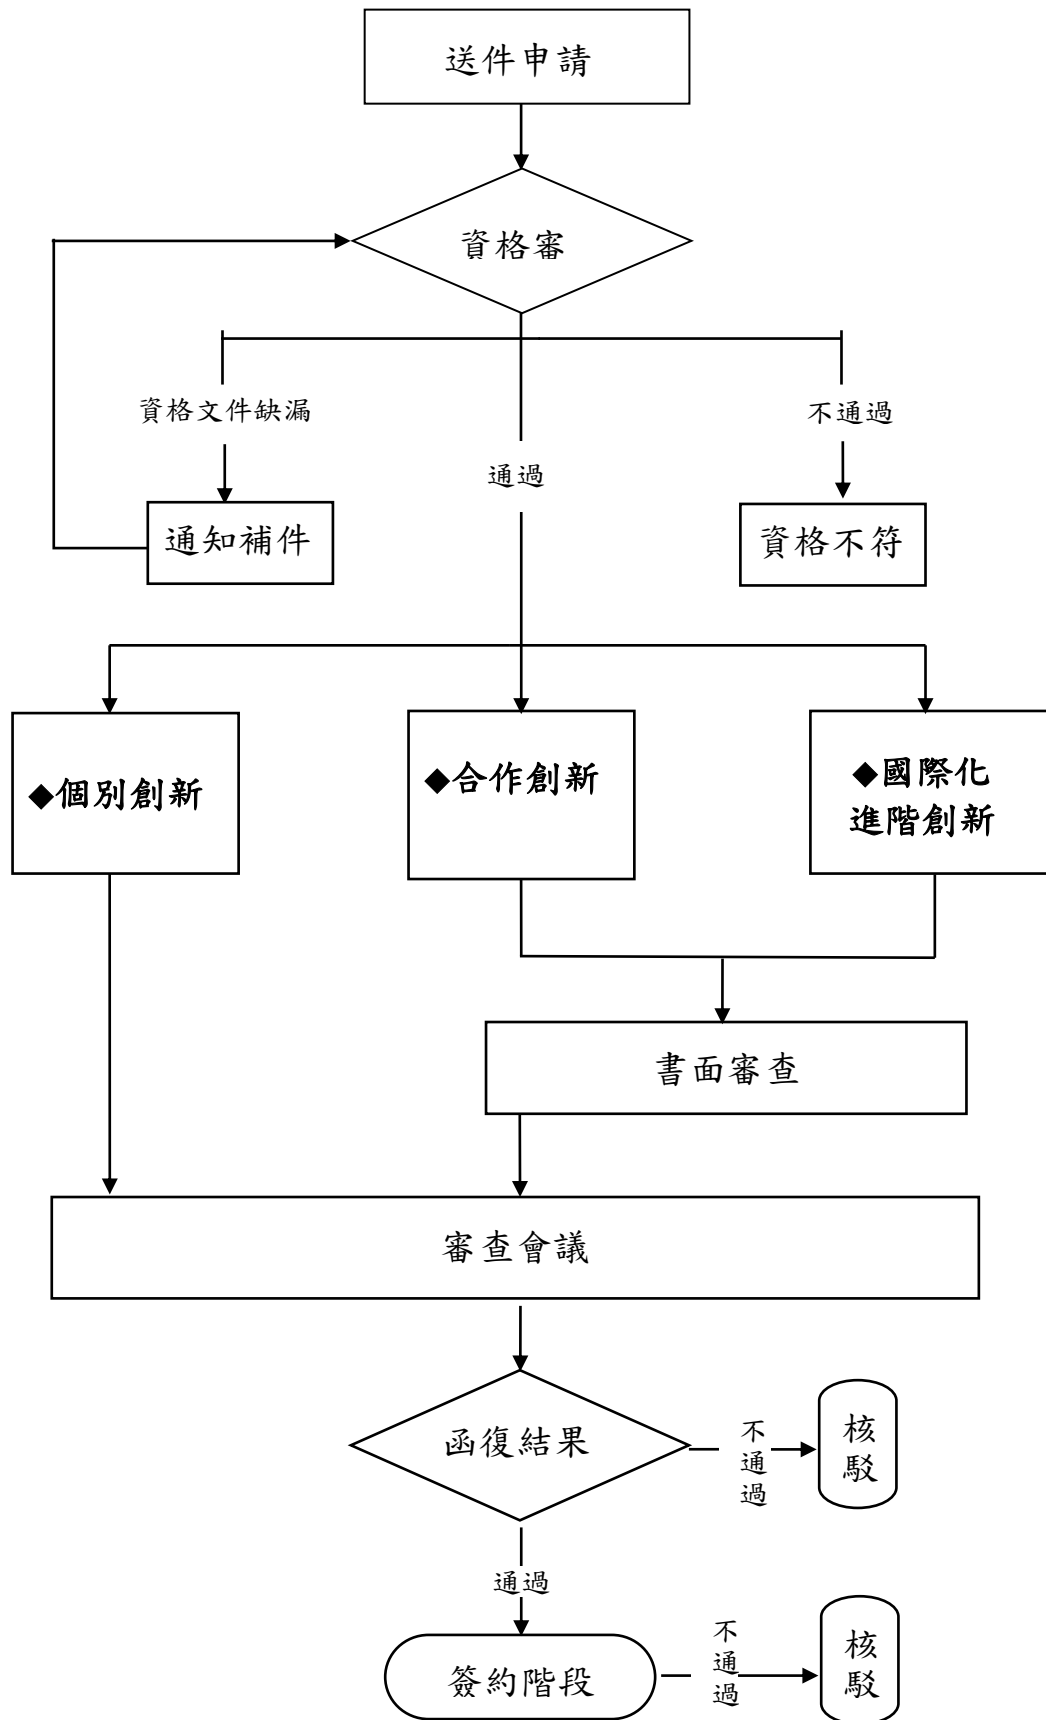 送件申請
資格審
資格文件缺漏
不通過
通過
通知補件
資格不符
◆個別創新
◆合作創新
◆國際化
進階創新
書面審查
審查會議
函復結果
不
通
過
核
駁
通過
簽約階段
不
通
過
核
駁